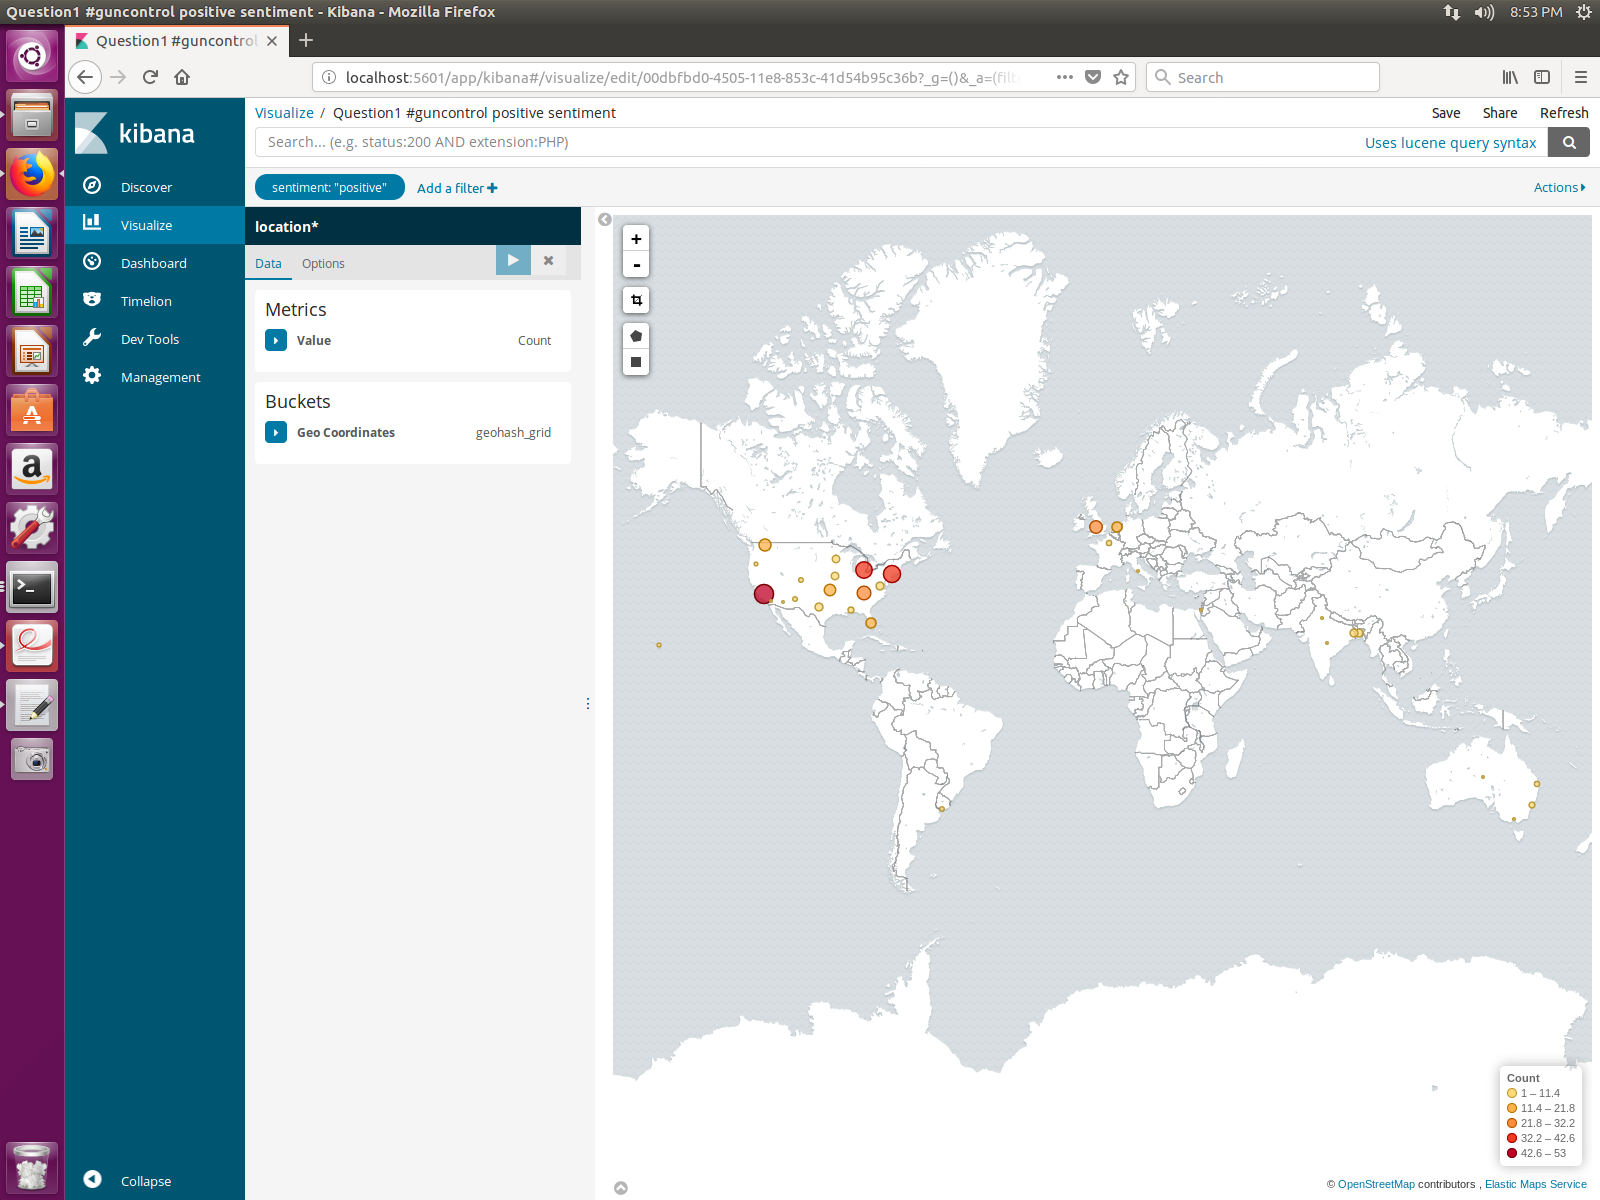 Question1 #guncontrol positive sentiment - Kibana - Mozilla Firefox
8:53 PM
Question1 #guncontrol
localhost:5601/app/kibana#/visualize/edit/00dbfbd0-4505-11e8-853c-41d54b95c36b?_g=()&_a=(filt
Search
kibana
Discover
Visualize
Dashboard
Timelion
Dev Tools
Management
Collapse
Visualize / Question1 #guncontrol positive sentiment
Save Share Refresh
Search... (e.g. status:200 AND extension:PHP)
Uses lucene query syntax
sentiment: "positive"
Add a filter +
Actions
location*
Data Options
Metrics
Value Count
Buckets
Geo Coordinates geohash_grid
+
-
Count
1 – 11.4
11.4 – 21.8
21.8 – 32.2
32.2 – 42.6
42.6 – 53
© OpenStreetMap contributors , Elastic Maps Service